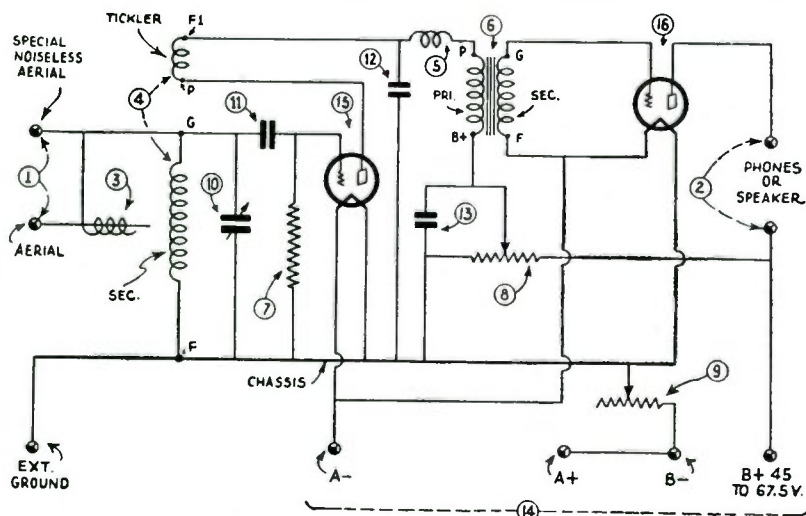 TICKLER
F1
6
16
SPECIAL
NOISELESS
AERIAL
12
P
G
5
P
4
11
15
PRI.
SEC.
G
B+
F
1
3
10
2
PHONES
OR
SPEAKER
13
AERIAL
SEC.
7
8
F
CHASSIS
9
EXT.
GROUND
A-
A+
B-
B+ 45
TO 67.5 V.
14